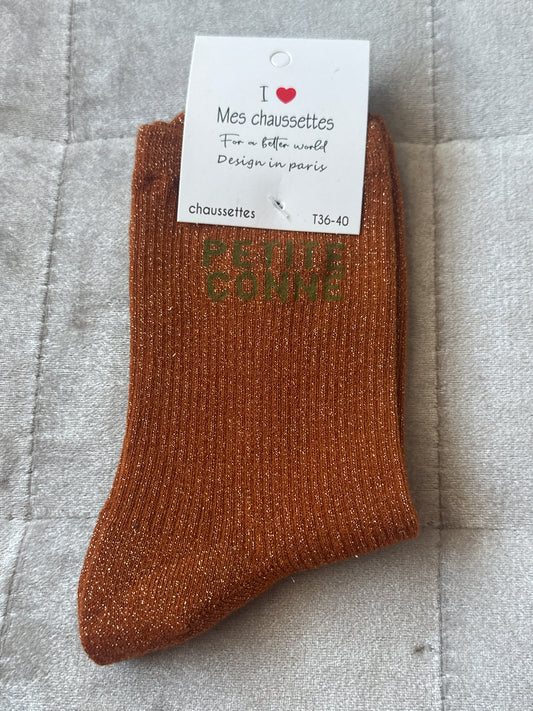 I ❤ 
Mes chaussettes
For a better world
Design in paris
chaussettes T36-40
PETITE
CONNE